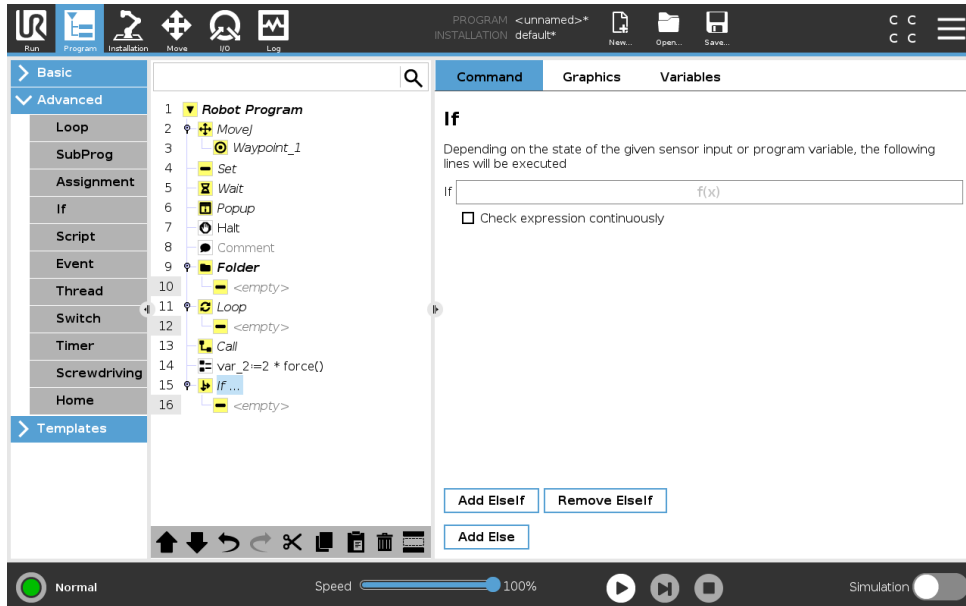 PROGRAM <unnamed>*
INSTALLATION default*
Run Program Installation Move I/O Log New... Open... Save...
C C
C C
Basic
Advanced
Loop
SubProg
Assignment
If
Script
Event
Thread
Switch
Timer
Screwdriving
Home
Templates
1 Robot Program
2 MoveJ
3 Waypoint_1
4 Set
5 Wait
6 Popup
7 Halt
8 Comment
9 Folder
10 <empty>
11 Loop
12 <empty>
13 Call
14 var_2:=2 * force()
15 If ...
16 <empty>
Command Graphics Variables
If
Depending on the state of the given sensor input or program variable, the following
lines will be executed
If f(x)
Check expression continuously
Add ElseIf Remove ElseIf
Add Else
Normal Speed 100% Simulation